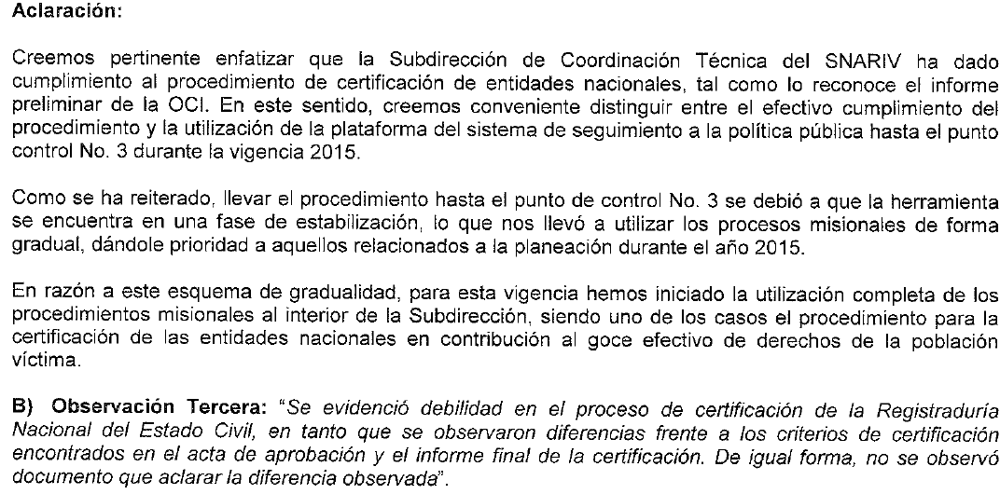 Aclaración:
Creemos pertinente enfatizar que la Subdirección de Coordinación Técnica del SNARIV ha dado
cumplimiento al procedimiento de certificación de entidades nacionales, tal como lo reconoce el informe
preliminar de la OCI. En este sentido, creemos conveniente distinguir entre el efectivo cumplimiento del
procedimiento y la utilización de la plataforma del sistema de seguimiento a la política pública hasta el punto
control No. 3 durante la vigencia 2015.
Como se ha reiterado, llevar el procedimiento hasta el punto de control No. 3 se debió a que la herramienta
se encuentra en una fase de estabilización, lo que nos llevó a utilizar los procesos misionales de forma
gradual, dándole prioridad a aquellos relacionados a la planeación durante el año 2015.
En razón a este esquema de gradualidad, para esta vigencia hemos iniciado la utilización completa de los
procedimientos misionales al interior de la Subdirección, siendo uno de los casos el procedimiento para la
certificación de las entidades nacionales en contribución al goce efectivo de derechos de la población
víctima.
B) Observación Tercera: “Se evidenció debilidad en el proceso de certificación de la Registraduría
Nacional del Estado Civil, en tanto que se observaron diferencias frente a los criterios de certificación
encontrados en el acta de aprobación y el informe final de la certificación. De igual forma, no se observó
documento que aclarar la diferencia observada”.